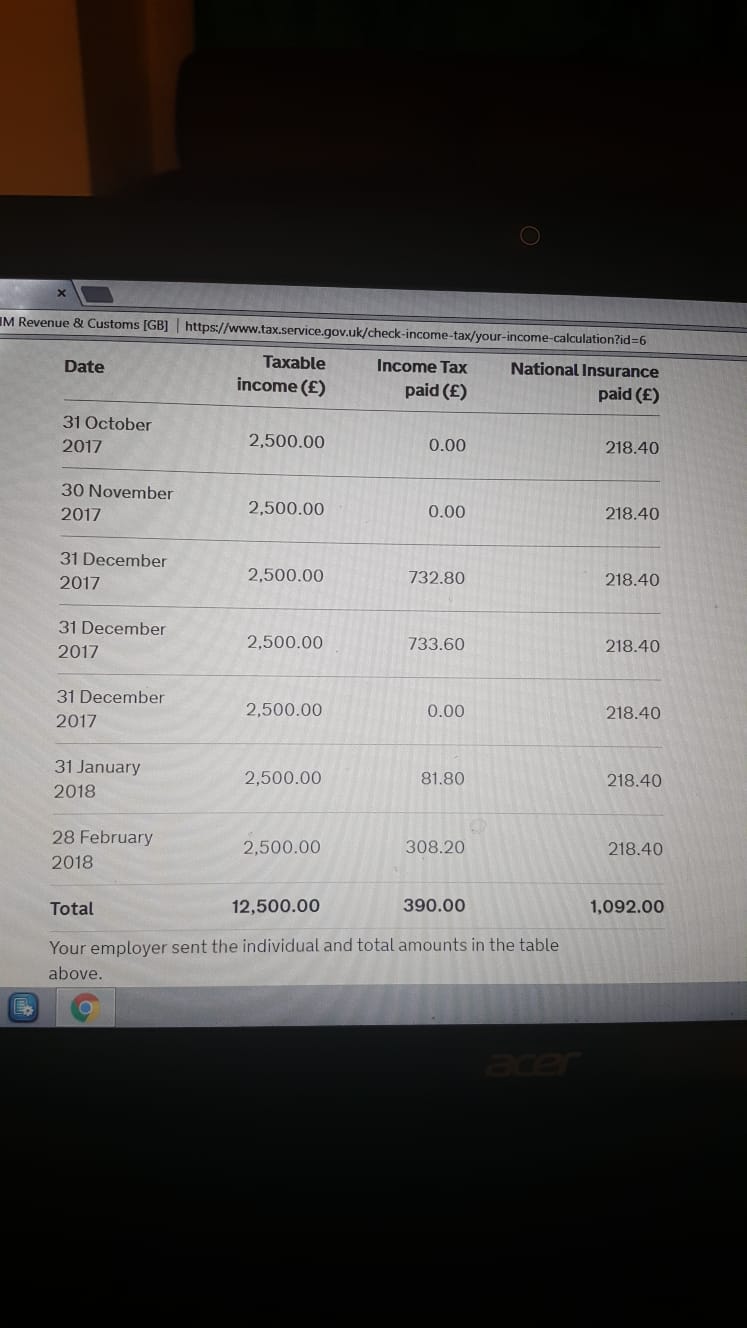 ×
M Revenue & Customs [GB] | https://www.tax.service.gov.uk/check-income-tax/your-income-calculation?id=6
Date Taxable income (£) Income Tax paid (£) National Insurance paid (£)
31 October 2017 2,500.00 0.00 218.40
30 November 2017 2,500.00 0.00 218.40
31 December 2017 2,500.00 732.80 218.40
31 December 2017 2,500.00 733.60 218.40
31 December 2017 2,500.00 0.00 218.40
31 January 2018 2,500.00 81.80 218.40
28 February 2018 2,500.00 308.20 218.40
Total 12,500.00 390.00 1,092.00
Your employer sent the individual and total amounts in the table
above.
acer